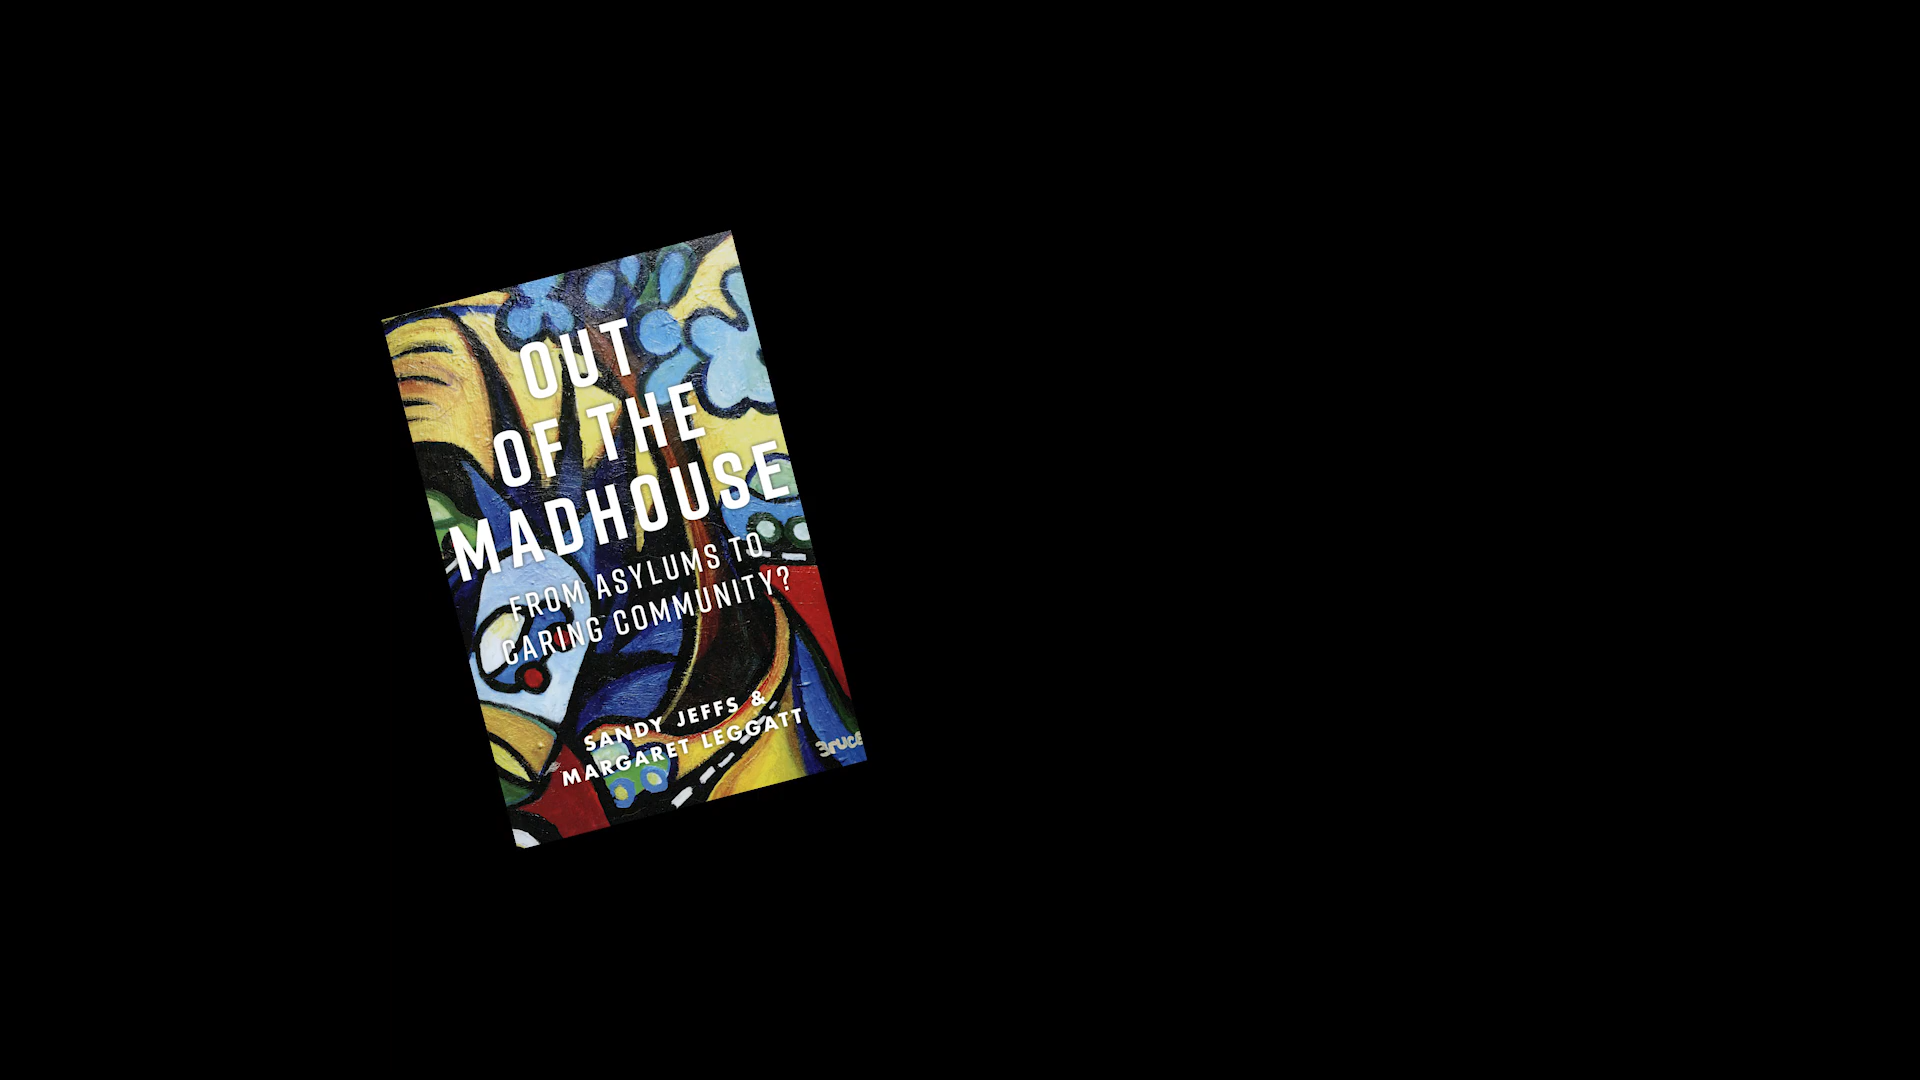 OUT
OF THE
MADHOUSE
FROM ASYLUMS TO
CARING COMMUNITY?
SANDY JEFFS &
MARGARET LEGGATT
Bruce